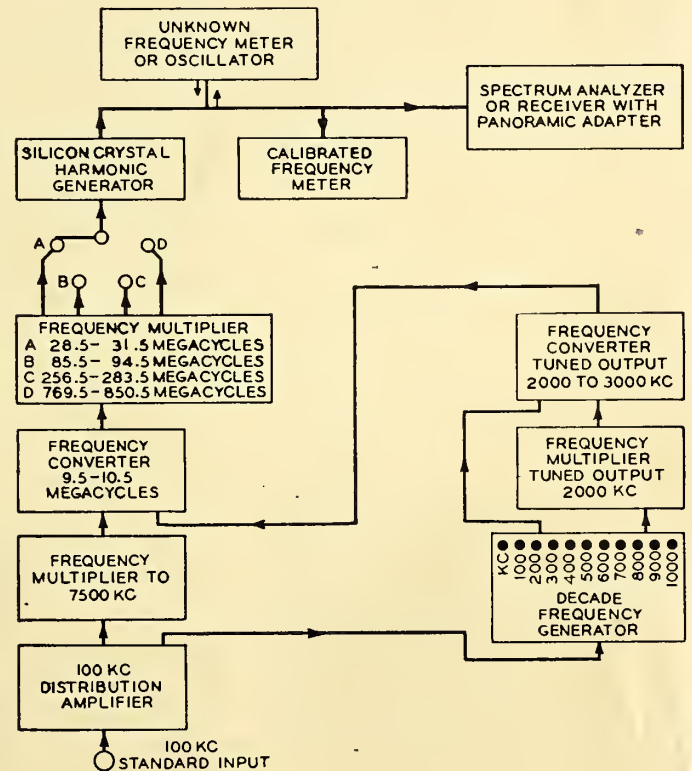 UNKNOWN
FREQUENCY METER
OR OSCILLATOR
SPECTRUM ANALYZER
OR RECEIVER WITH
PANORAMIC ADAPTER
SILICON CRYSTAL
HARMONIC
GENERATOR
CALIBRATED
FREQUENCY
METER
A
D
B
C
FREQUENCY MULTIPLIER
A 28.5-31.5 MEGACYCLES
B 85.5-94.5 MEGACYCLES
C 256.5-283.5 MEGACYCLES
D 769.5-850.5 MEGACYCLES
FREQUENCY
CONVERTER
TUNED OUTPUT
2000 TO 3000 KC
FREQUENCY
CONVERTER
9.5-10.5
MEGACYCLES
FREQUENCY
MULTIPLIER
TUNED OUTPUT
2000 KC
FREQUENCY
MULTIPLIER TO
7500 KC
KC
100
200
300
400
500
600
700
800
900
1000
DECADE
FREQUENCY
GENERATOR
100 KC
DISTRIBUTION
AMPLIFIER
100 KC
STANDARD INPUT